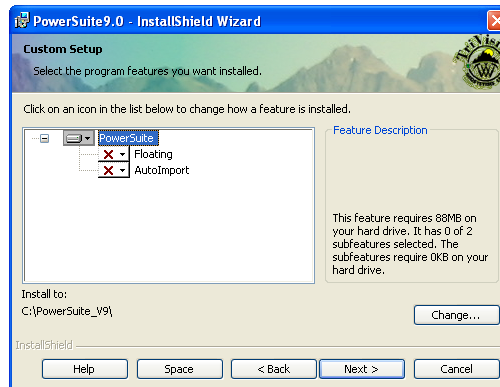 PowerSuite9.0 - InstallShield Wizard
Custom Setup
Select the program features you want installed.
Click on an icon in the list below to change how a feature is installed.
PowerSuite
Floating
AutoImport
Feature Description
This feature requires 88MB on
your hard drive. It has 0 of 2
subfeatures selected. The
subfeatures require 0KB on your
hard drive.
Install to:
C:\PowerSuite_V9\
Change...
InstallShield
Help
Space
< Back
Next >
Cancel